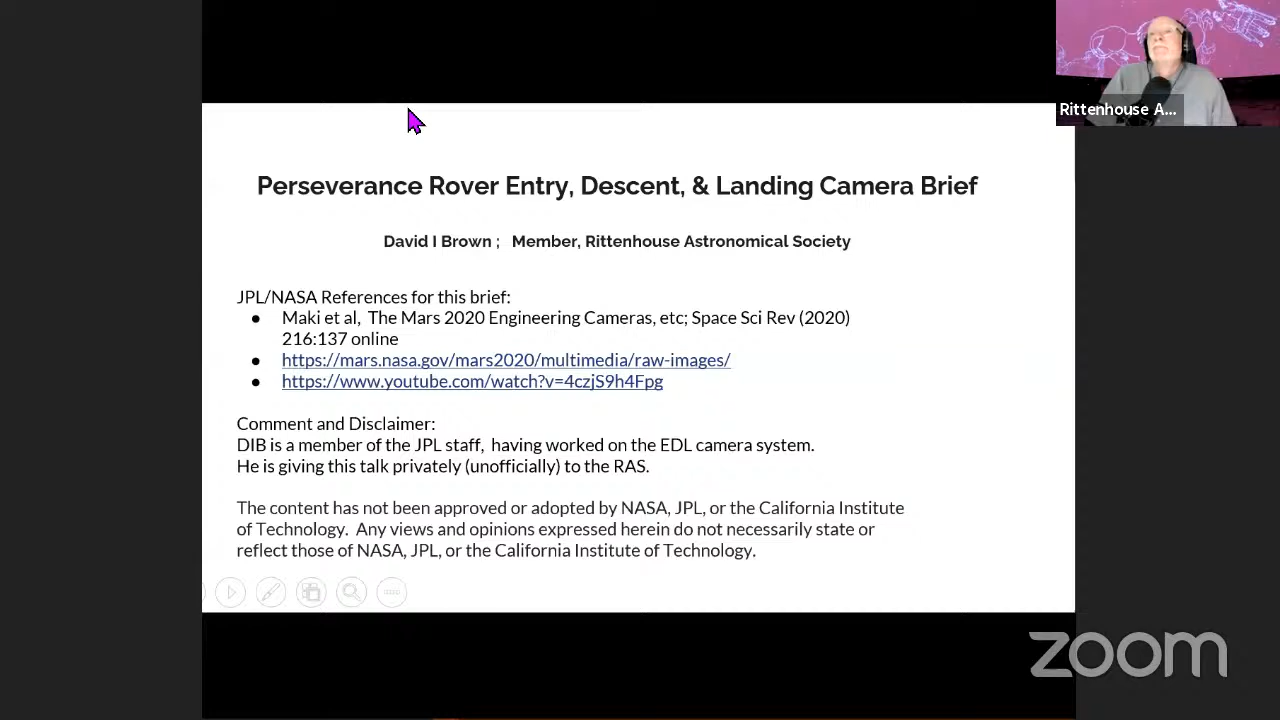 Rittenhouse A...
Perseverance Rover Entry, Descent, & Landing Camera Brief
David I Brown ;   Member, Rittenhouse Astronomical Society
JPL/NASA References for this brief:
● Maki et al,  The Mars 2020 Engineering Cameras, etc; Space Sci Rev (2020)
216:137 online
● https://mars.nasa.gov/mars2020/multimedia/raw-images/
● https://www.youtube.com/watch?v=4czjS9h4Fpg
Comment and Disclaimer:
DIB is a member of the JPL staff,  having worked on the EDL camera system.
He is giving this talk privately (unofficially) to the RAS.
The content has not been approved or adopted by NASA, JPL, or the California Institute
of Technology.  Any views and opinions expressed herein do not necessarily state or
reflect those of NASA, JPL, or the California Institute of Technology.
zoom